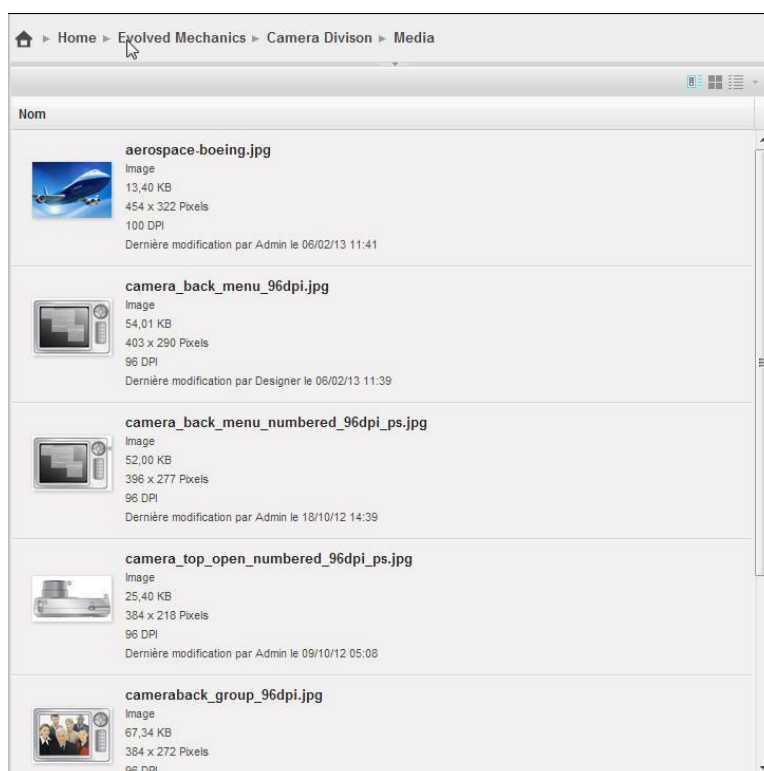 Home ▸ Evolved Mechanics ▸ Camera Divison ▸ Media
Nom
aerospace-boeing.jpg
Image
13,40 KB
454 x 322 Pixels
100 DPI
Dernière modification par Admin le 06/02/13 11:41
camera_back_menu_96dpi.jpg
Image
54,01 KB
403 x 290 Pixels
96 DPI
Dernière modification par Designer le 06/02/13 11:39
camera_back_menu_numbered_96dpi_ps.jpg
Image
52,00 KB
396 x 277 Pixels
96 DPI
Dernière modification par Admin le 18/10/12 14:39
camera_top_open_numbered_96dpi_ps.jpg
Image
25,40 KB
384 x 218 Pixels
96 DPI
Dernière modification par Admin le 09/10/12 05:08
cameraback_group_96dpi.jpg
Image
67,34 KB
384 x 272 Pixels
96 DPI